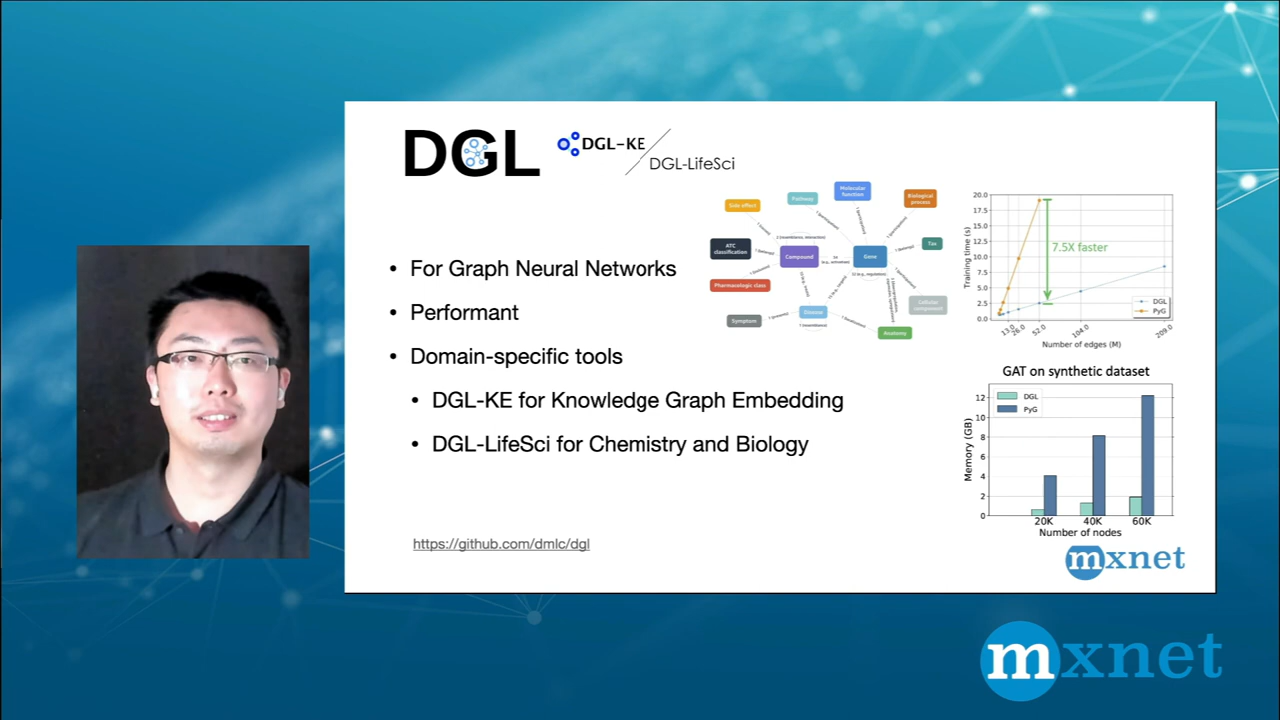 DGL
DGL-KE
DGL-LifeSci
For Graph Neural Networks
Performant
Domain-specific tools
DGL-KE for Knowledge Graph Embedding
DGL-LifeSci for Chemistry and Biology
https://github.com/dmlc/dgl
Side effect
Pathway
Molecular
function
Biological
process
ATC
classification
Compound
Gene
Tax
Pharmacologic class
Cellular
component
Symptom
Disease
Anatomy
20.0
17.5
15.0
12.5
10.0
7.5
5.0
2.5
0.0
Training time (s)
7.5X faster
DGL
PyG
13.0
26.0
52.0
104.0
209.0
Number of edges (M)
GAT on synthetic dataset
12
10
8
6
4
2
0
Memory (GB)
DGL
PyG
20K
40K
60K
Number of nodes
mxnet
mxnet